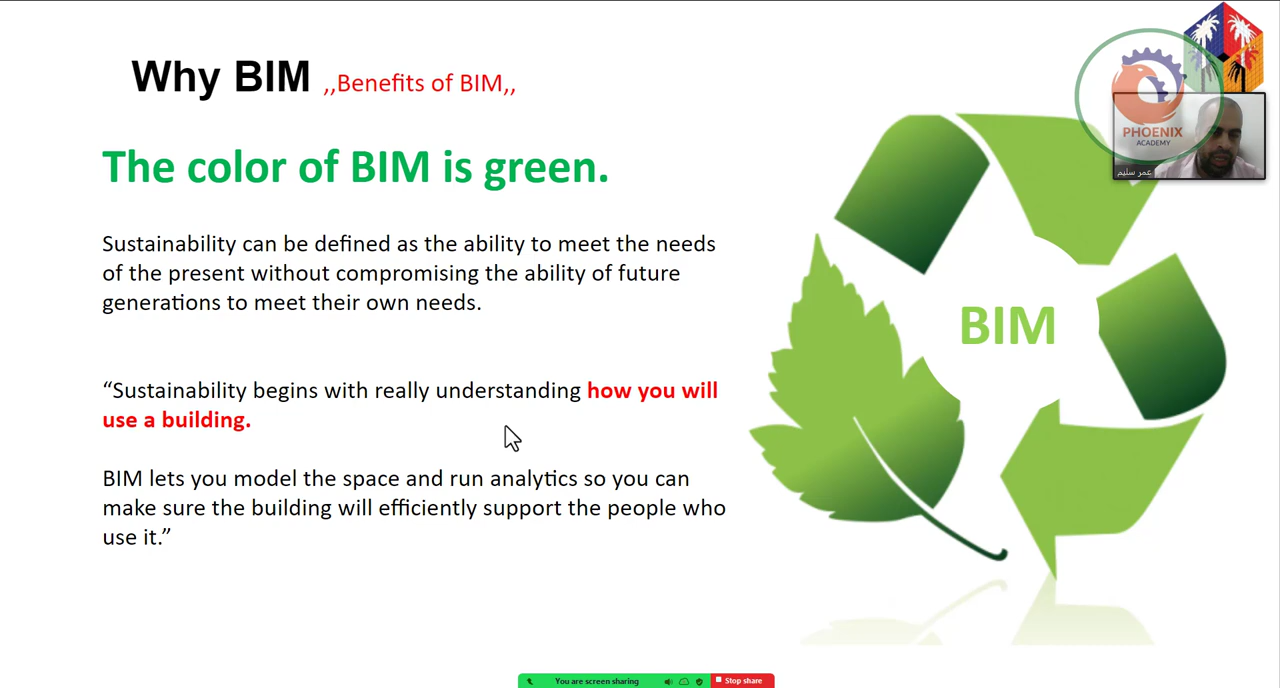 Why BIM ,,Benefits of BIM,,
The color of BIM is green.
Sustainability can be defined as the ability to meet the needs
of the present without compromising the ability of future
generations to meet their own needs.
“Sustainability begins with really understanding how you will
use a building.
BIM lets you model the space and run analytics so you can
make sure the building will efficiently support the people who
use it.”
BIM
PHOENIX
ACADEMY
عمر سليم
You are screen sharing
Stop share